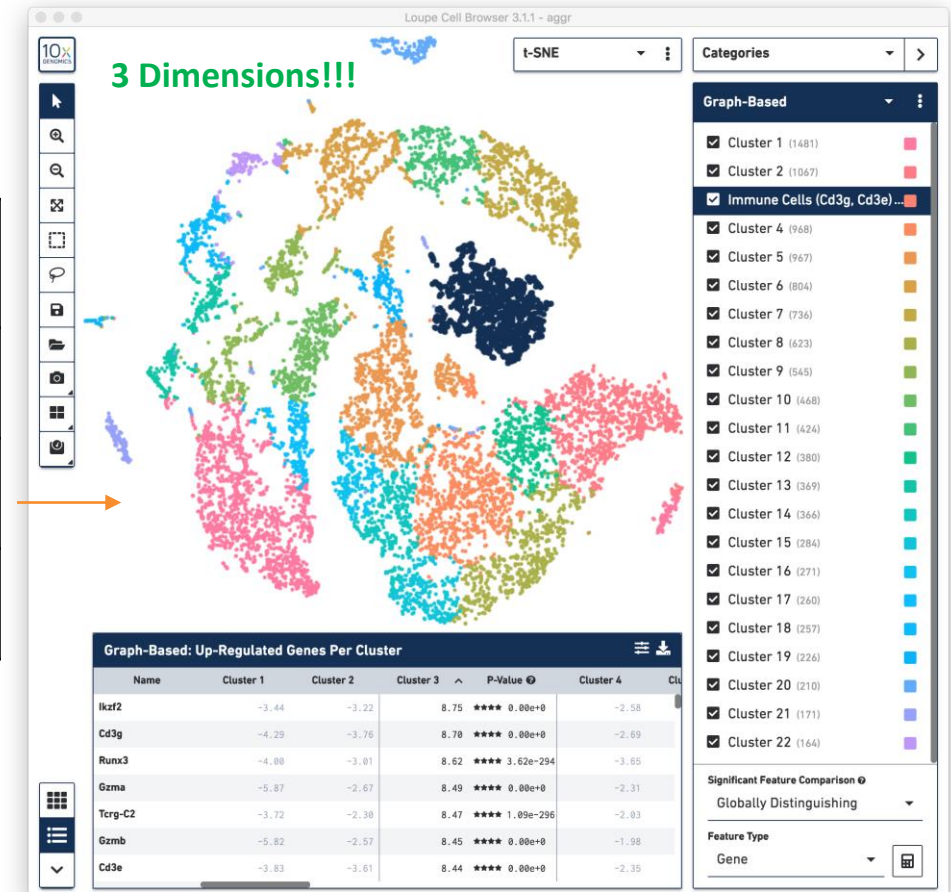 Loupe Cell Browser 3.1.1 - aggr
10x
GENOMICS
3 Dimensions!!!
t-SNE
Categories
Graph-Based
Cluster 1 (1481)
Cluster 2 (1067)
Immune Cells (Cd3g, Cd3e) ...
Cluster 4 (968)
Cluster 5 (967)
Cluster 6 (804)
Cluster 7 (736)
Cluster 8 (623)
Cluster 9 (545)
Cluster 10 (468)
Cluster 11 (424)
Cluster 12 (380)
Cluster 13 (369)
Cluster 14 (366)
Cluster 15 (284)
Cluster 16 (271)
Cluster 17 (260)
Cluster 18 (257)
Cluster 19 (226)
Cluster 20 (210)
Cluster 21 (171)
Cluster 22 (164)
Significant Feature Comparison
Globally Distinguishing
Feature Type
Gene
Graph-Based: Up-Regulated Genes Per Cluster
Name Cluster 1 Cluster 2 Cluster 3 P-Value Cluster 4 Clu
Ikzf2 -3.44 -3.22 8.75 **** 0.00e+0 -2.58
Cd3g -4.29 -3.76 8.70 **** 0.00e+0 -2.69
Runx3 -4.00 -3.01 8.62 **** 3.62e-294 -3.65
Gzma -5.87 -2.67 8.49 **** 0.00e+0 -2.31
Tcrg-C2 -3.72 -2.30 8.47 **** 1.09e-296 -2.03
Gzmb -5.82 -2.57 8.45 **** 0.00e+0 -1.98
Cd3e -3.83 -3.61 8.44 **** 0.00e+0 -2.35